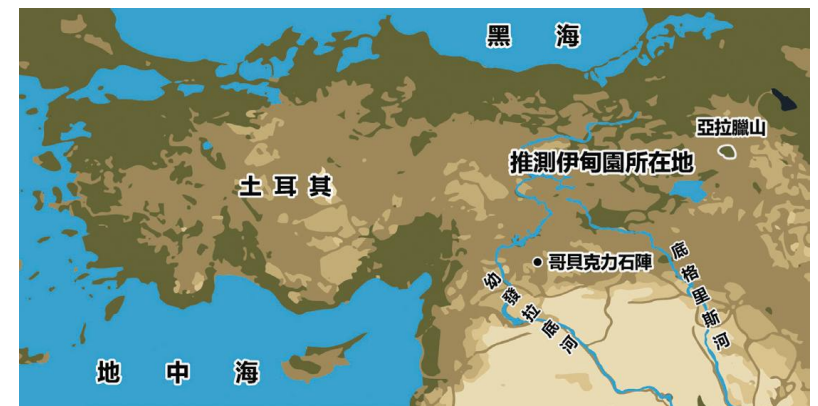 黑海
亞拉臘山
推測伊甸園所在地
土耳其
哥貝克力石陣
幼發拉底河
底格里斯河
地中海